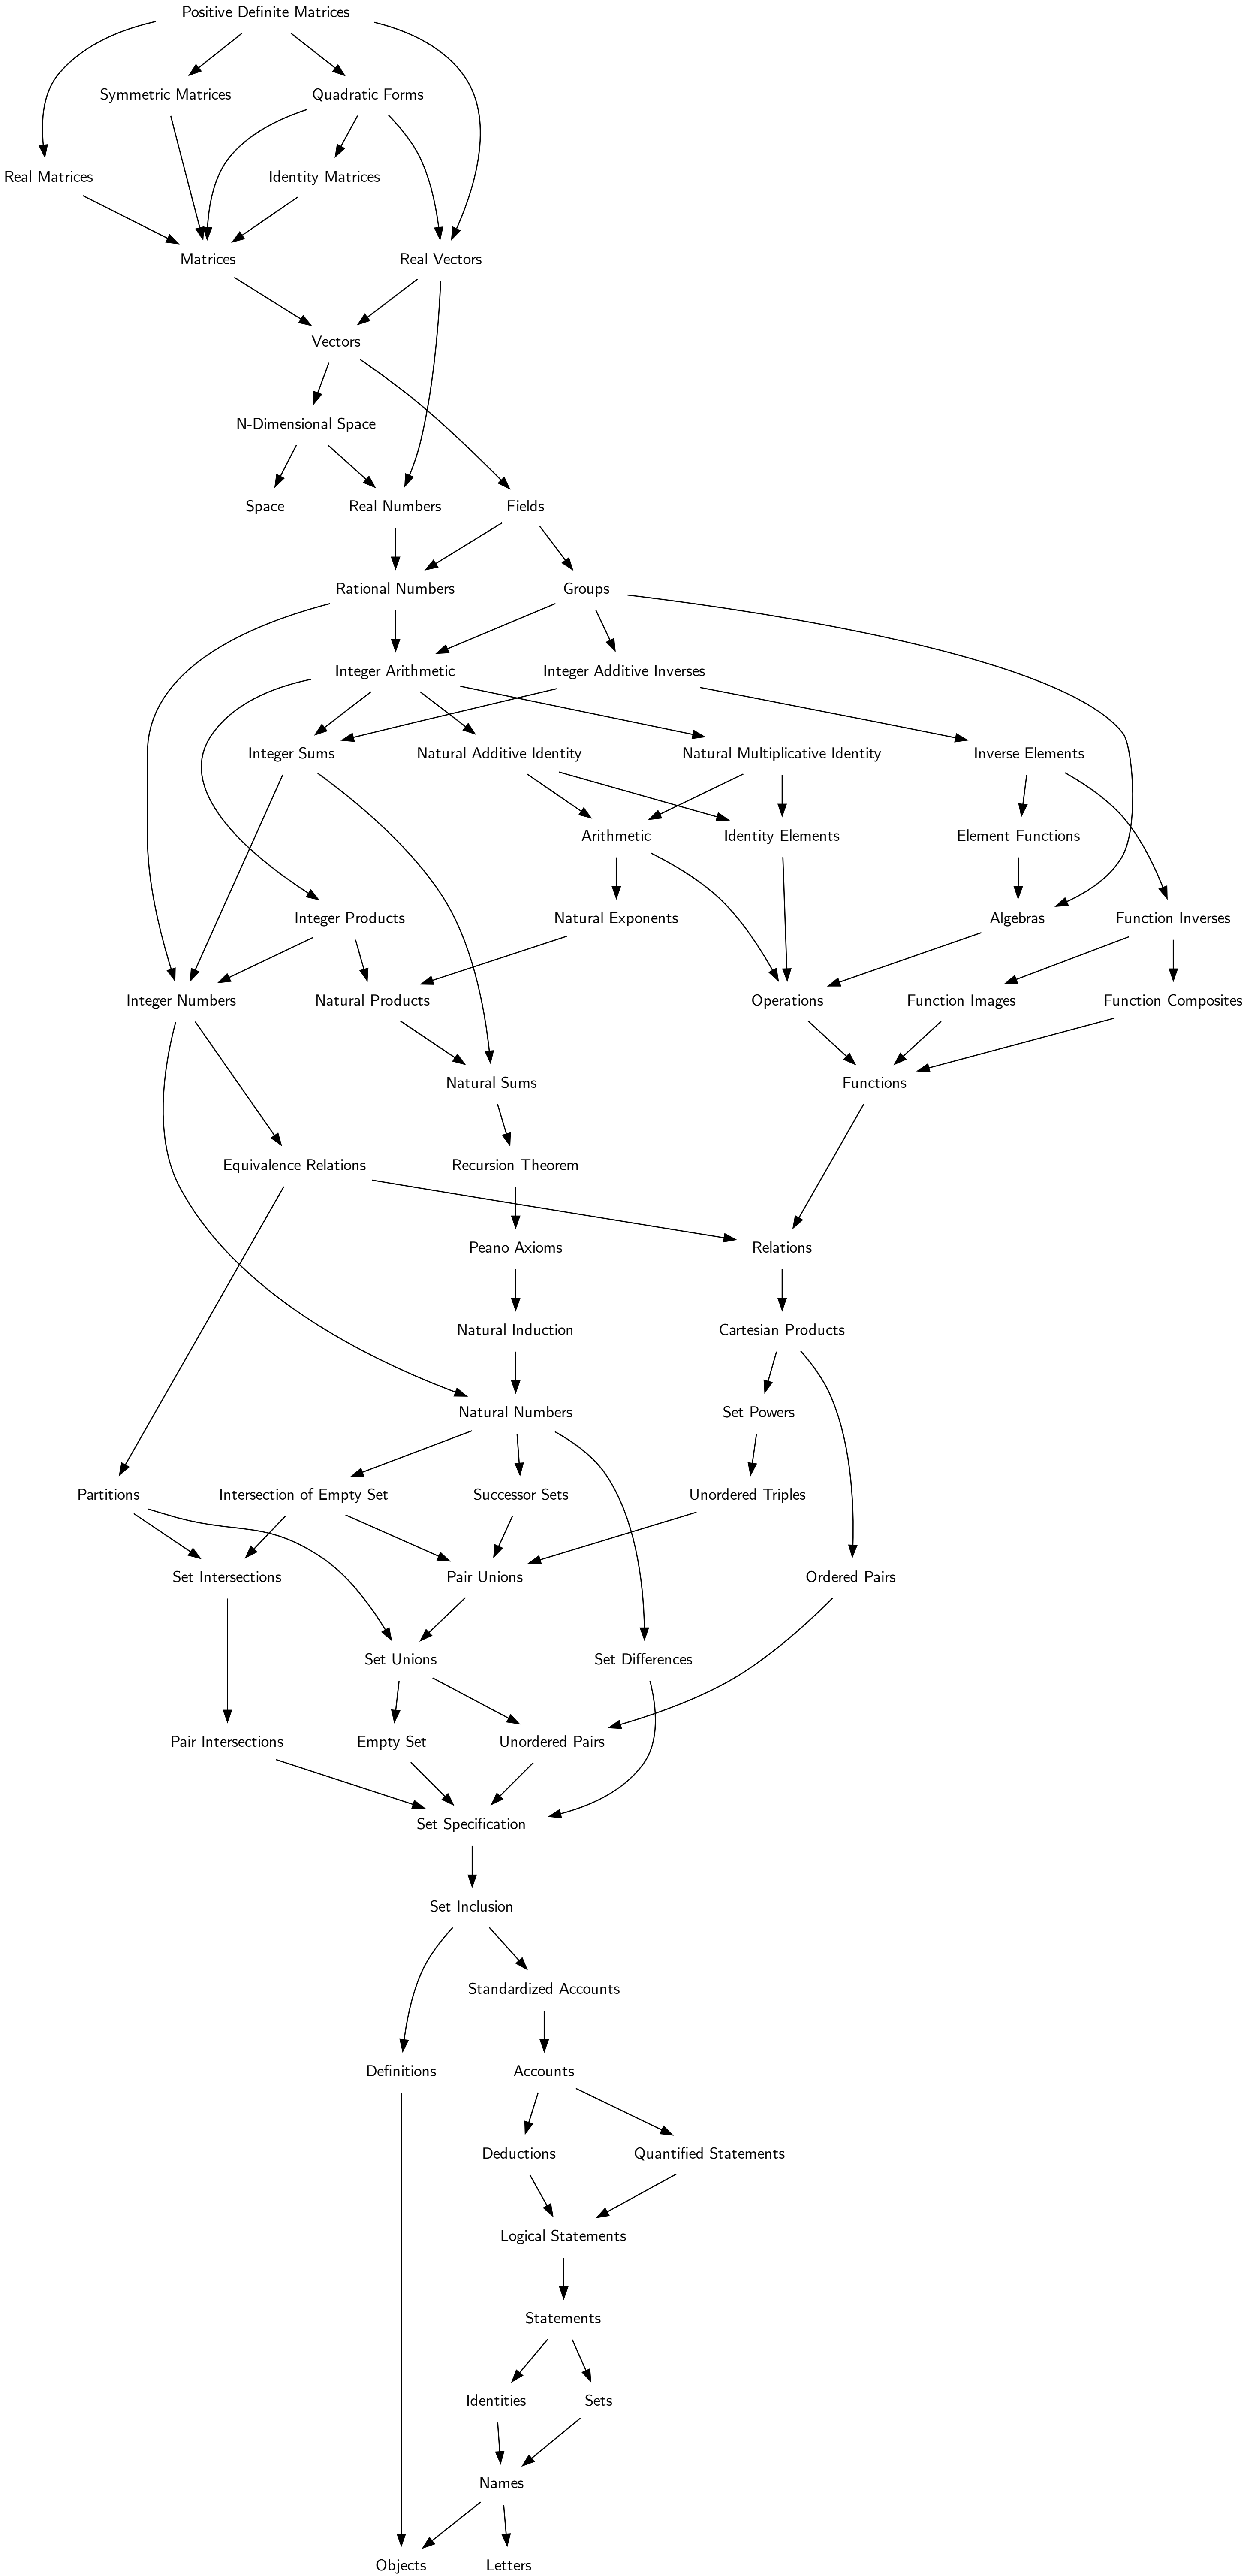 Positive Definite Matrices
Symmetric Matrices
Quadratic Forms
Real Matrices
Identity Matrices
Matrices
Real Vectors
Vectors
N-Dimensional Space
Space
Real Numbers
Fields
Rational Numbers
Groups
Integer Arithmetic
Integer Additive Inverses
Integer Sums
Natural Additive Identity
Natural Multiplicative Identity
Inverse Elements
Arithmetic
Identity Elements
Element Functions
Integer Products
Natural Exponents
Algebras
Function Inverses
Integer Numbers
Natural Products
Operations
Function Images
Function Composites
Natural Sums
Functions
Equivalence Relations
Recursion Theorem
Peano Axioms
Relations
Natural Induction
Cartesian Products
Natural Numbers
Set Powers
Partitions
Intersection of Empty Set
Successor Sets
Unordered Triples
Set Intersections
Pair Unions
Ordered Pairs
Set Unions
Set Differences
Pair Intersections
Empty Set
Unordered Pairs
Set Specification
Set Inclusion
Standardized Accounts
Definitions
Accounts
Deductions
Quantified Statements
Logical Statements
Statements
Identities
Sets
Names
Objects
Letters